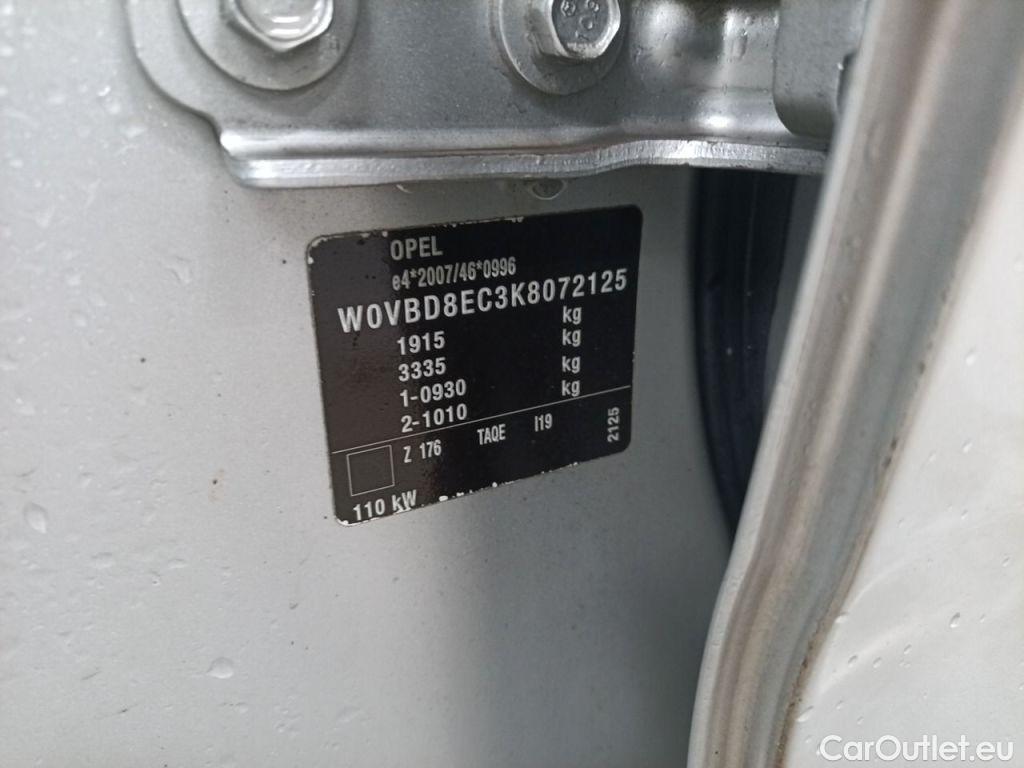 OPEL
e4*2007/46*0996
W0VBD8EC3K8072125
1915 kg
3335 kg
1-0930 kg
2-1010 kg
Z 176 TAQE I19 2125
110 kW
CarOutlet.eu